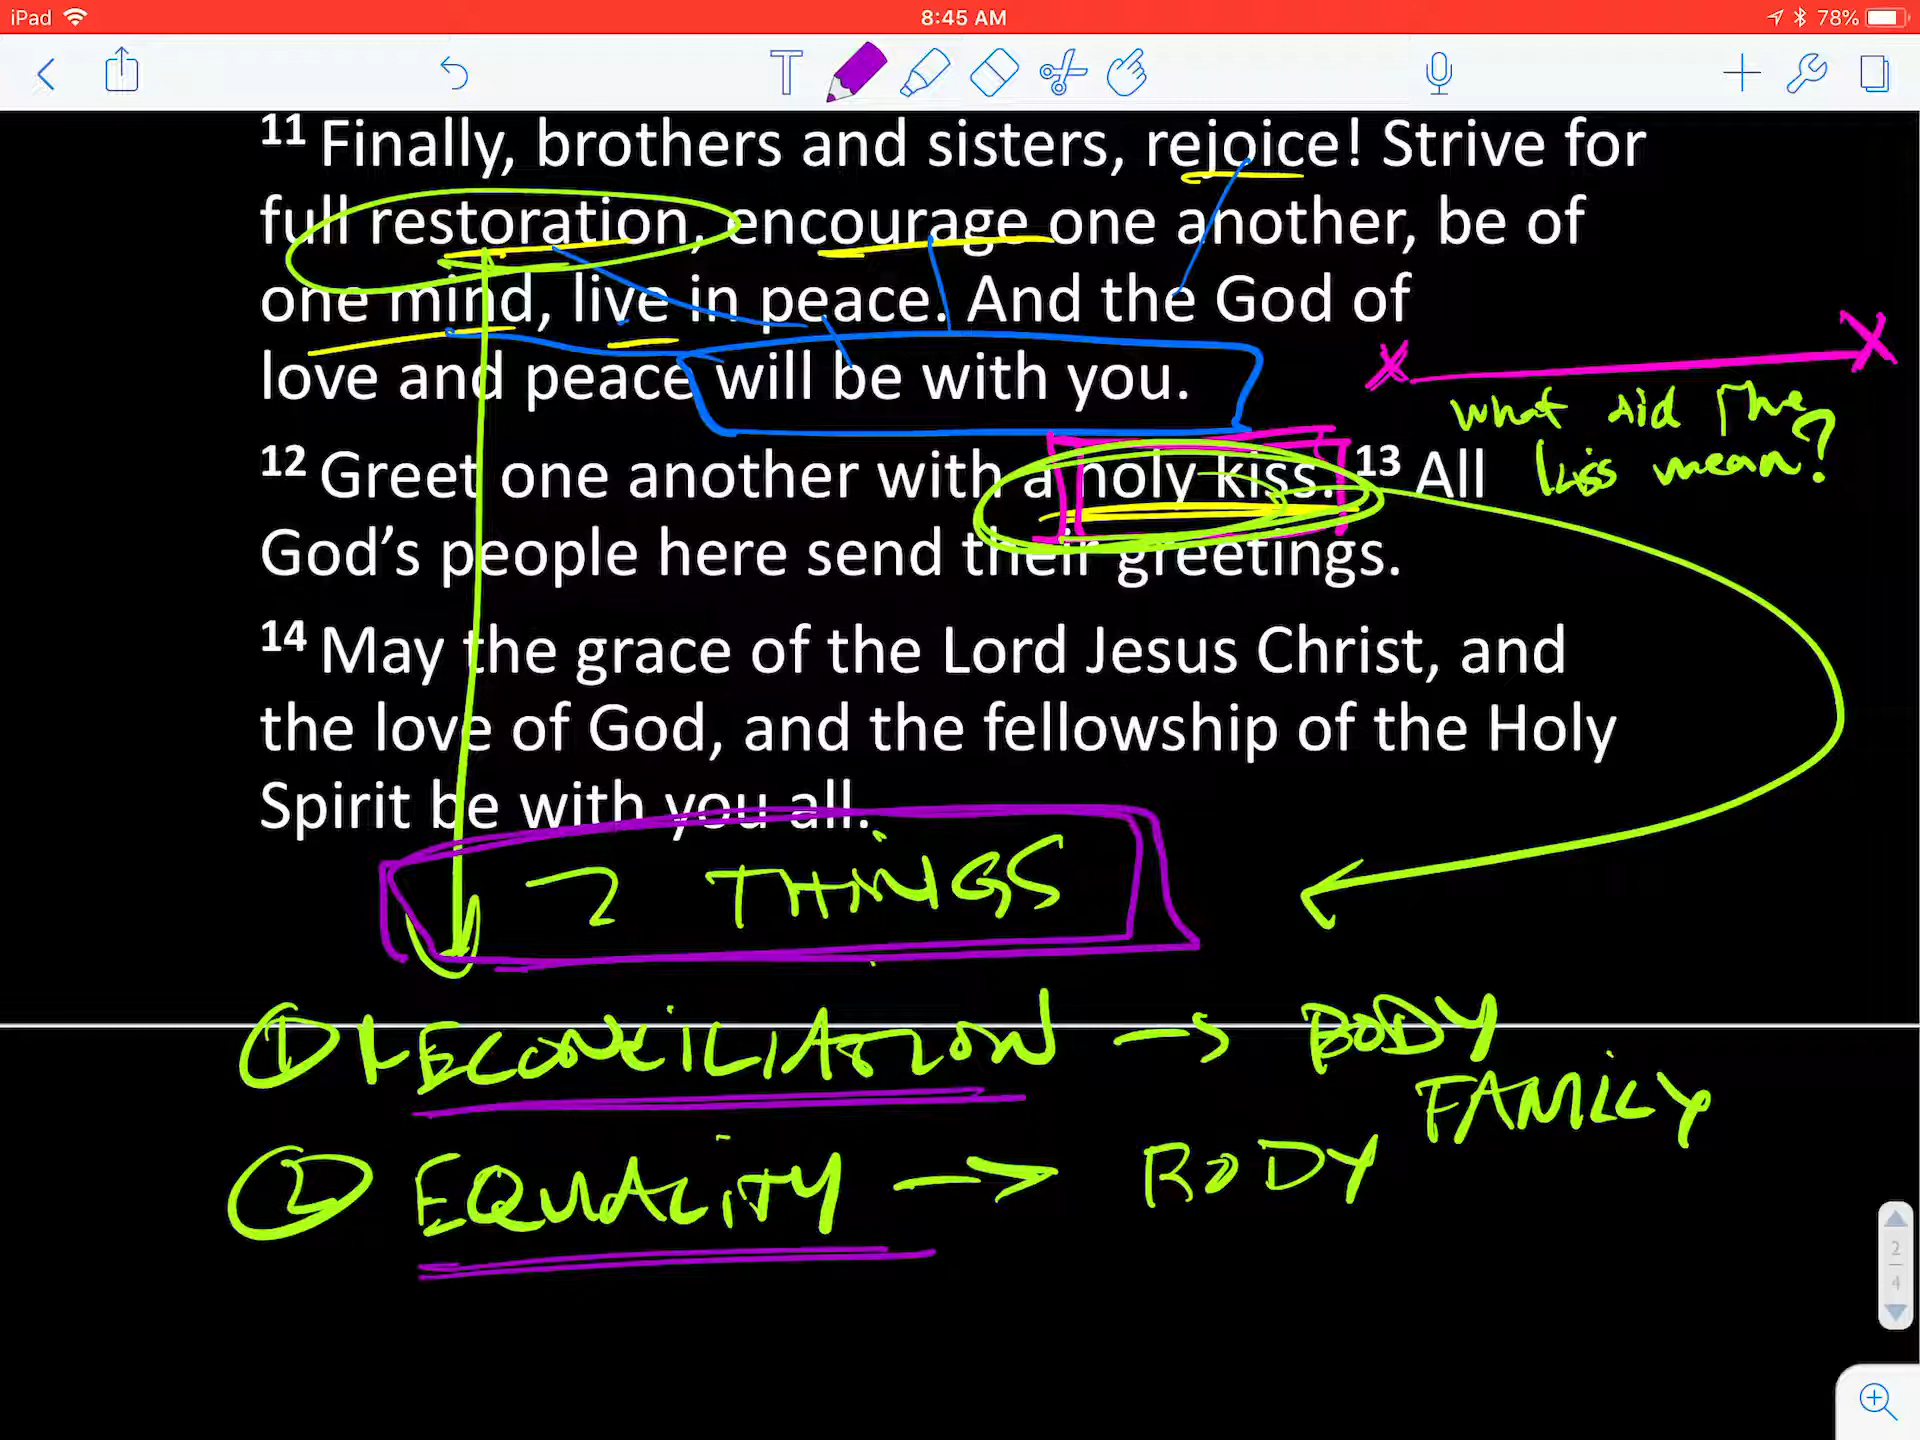 iPad 8:45 AM 78%
T
11 Finally, brothers and sisters, rejoice! Strive for
full restoration, encourage one another, be of
one mind, live in peace. And the God of
love and peace will be with you.
What did The
kiss mean?
12 Greet one another with a holy kiss. 13 All
God’s people here send their greetings.
14 May the grace of the Lord Jesus Christ, and
the love of God, and the fellowship of the Holy
Spirit be with you all.
2 THINGS
① RECONCILIATION → BODY
FAMILY
② EQUALITY → BODY
2
4